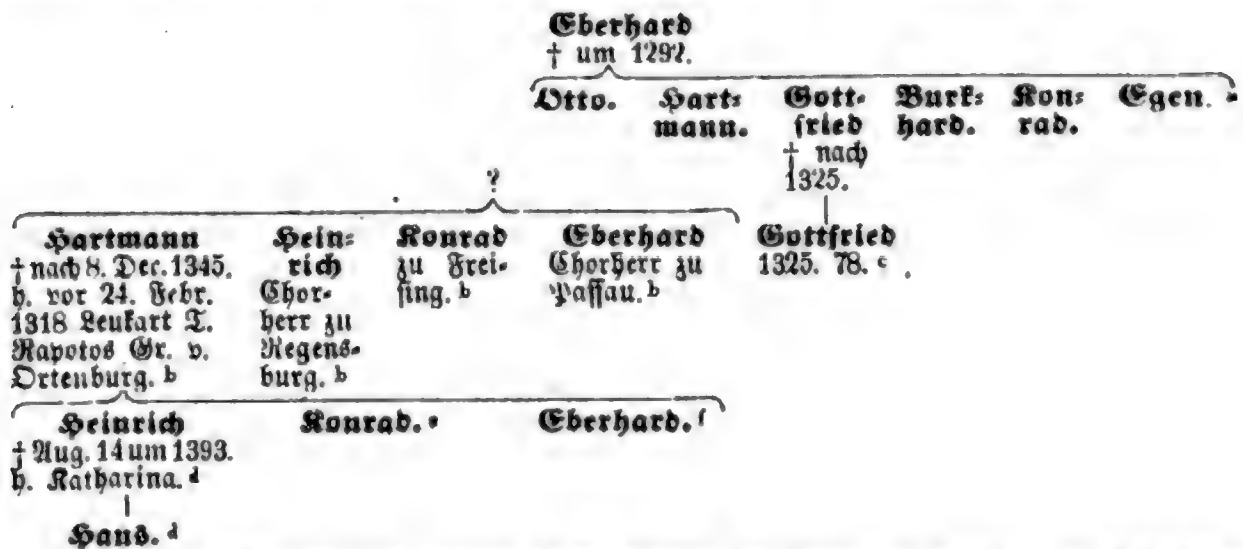 Eberhard
† um 1292.
Otto. Hart= Gott= Burk= Kon= Egen. a
mann. fried hard. rad.
† nach
1325.
?
Hartmann Hein= Konrad Eberhard Gottfried
† nach 8. Dec. 1345. rich zu Frei= Chorherr zu 1325. 78. c
h. vor 24. Febr. Chor= sing. b Passau. b
1318 Leukart T. herr zu
Rapotos Gr. v. Regens=
Ortenburg. b burg. b
Heinrich Konrad. e Eberhard. f
† Aug. 14 um 1393.
h. Katharina. d
Hans. d